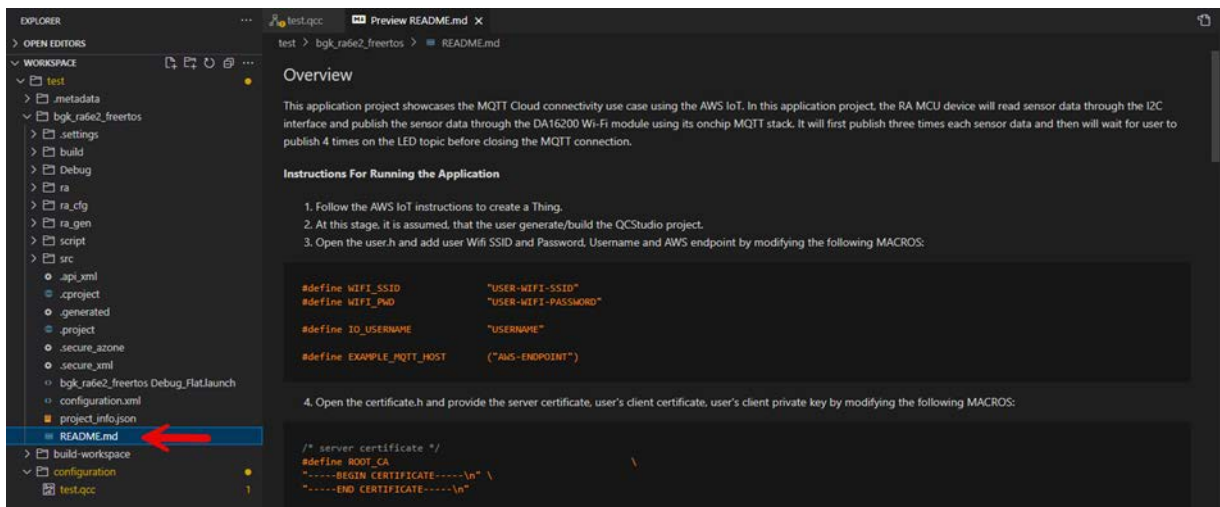 EXPLORER
OPEN EDITORS
WORKSPACE
test
.metadata
bgk_ra6e2_freertos
.settings
build
Debug
ra
ra_cfg
ra_gen
script
src
.api_xml
.cproject
.generated
.project
.secure_azone
.secure_xml
bgk_ra6e2_freertos Debug_Flat.launch
configuration.xml
project_info.json
README.md
build-workspace
configuration
test.qcc 1
test.qcc Preview README.md
test > bgk_ra6e2_freertos > README.md
Overview
This application project showcases the MQTT Cloud connectivity use case using the AWS IoT. In this application project, the RA MCU device will read sensor data through the I2C
interface and publish the sensor data through the DA16200 Wi-Fi module using its onchip MQTT stack. It will first publish three times each sensor data and then will wait for user to
publish 4 times on the LED topic before closing the MQTT connection.
Instructions For Running the Application
1. Follow the AWS IoT instructions to create a Thing.
2. At this stage, it is assumed, that the user generate/build the QCStudio project.
3. Open the user.h and add user Wifi SSID and Password, Username and AWS endpoint by modifying the following MACROS:
#define WIFI_SSID "USER-WIFI-SSID"
#define WIFI_PWD "USER-WIFI-PASSWORD"
#define IO_USERNAME "USERNAME"
#define EXAMPLE_MQTT_HOST ("AWS-ENDPOINT")
4. Open the certificate.h and provide the server certificate, user's client certificate, user's client private key by modifying the following MACROS:
/* server certificate */
#define ROOT_CA \
"-----BEGIN CERTIFICATE-----\n" \
"-----END CERTIFICATE-----\n"